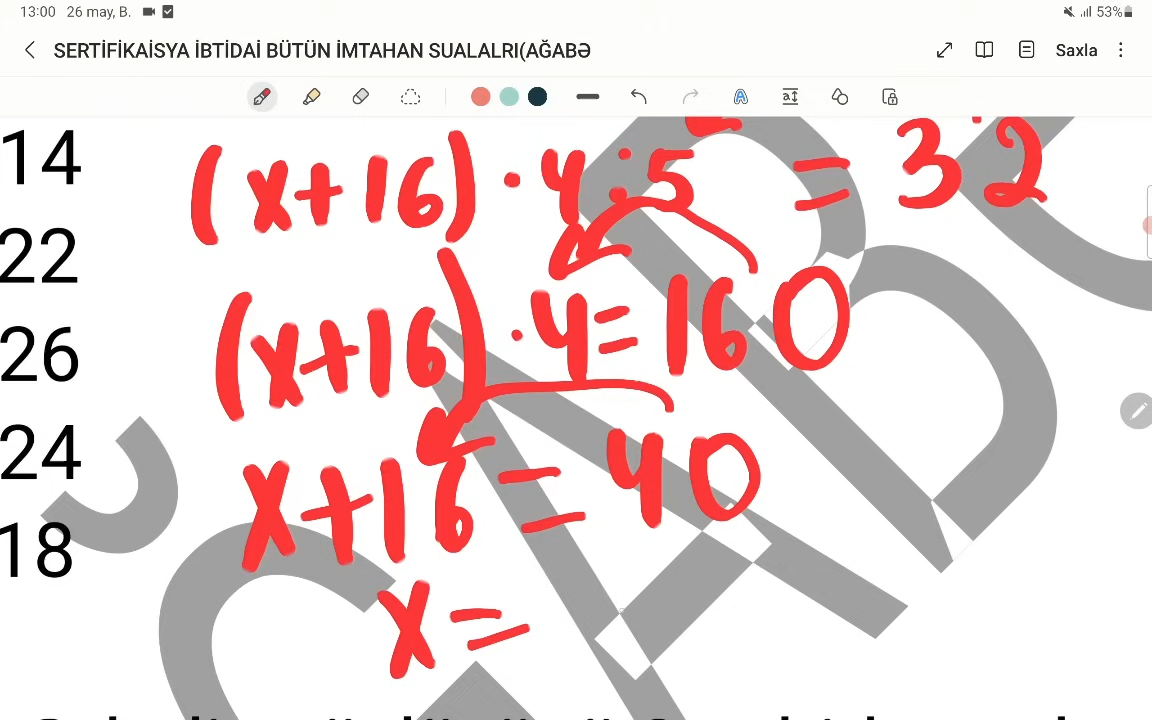 13:00 26 may, B. 53%
SERTİFİKAİSYA İBTİDAİ BÜTÜN İMTAHAN SUALALRI(AĞABƏ Saxla
14
(x+16) · 4 : 5 = 32
22
(x+16) · 4 = 160
26
24
x+16 = 40
18
x =